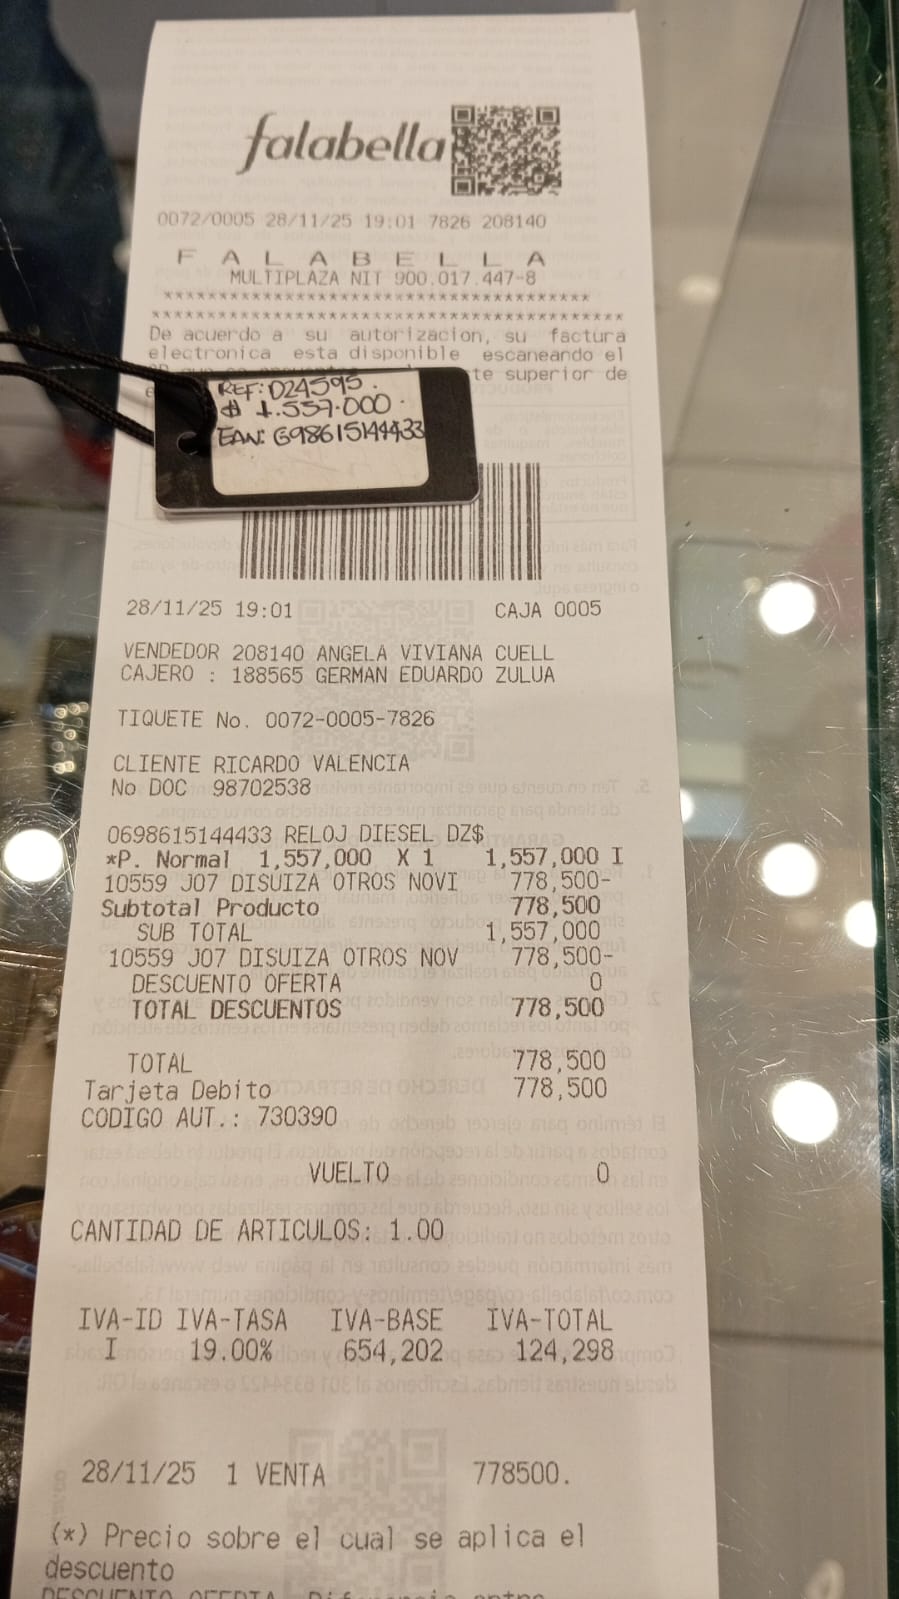 falabella
0072/0005 28/11/25 19:01 7826 208140
F A L A B E L L A
MULTIPLAZA NIT 900.017.447-8
****************************************
********************************************
De acuerdo a su autorizacion, su factura
electronica esta disponible escaneando el
te superior de
REF: DZ4595.
$ 1.557.000.
EAN: 698615144433
28/11/25 19:01 CAJA 0005
VENDEDOR 208140 ANGELA VIVIANA CUELL
CAJERO : 188565 GERMAN EDUARDO ZULUA
TIQUETE No. 0072-0005-7826
CLIENTE RICARDO VALENCIA
No DOC 98702538
0698615144433 RELOJ DIESEL DZ$
*P. Normal 1,557,000 X 1 1,557,000 I
10559 J07 DISUIZA OTROS NOVI 778,500-
Subtotal Producto 778,500
SUB TOTAL 1,557,000
10559 J07 DISUIZA OTROS NOV 778,500-
DESCUENTO OFERTA 0
TOTAL DESCUENTOS 778,500
TOTAL 778,500
Tarjeta Debito 778,500
CODIGO AUT.: 730390
VUELTO 0
CANTIDAD DE ARTICULOS: 1.00
IVA-ID IVA-TASA IVA-BASE IVA-TOTAL
I 19.00% 654,202 124,298
28/11/25 1 VENTA 778500.
(*) Precio sobre el cual se aplica el
descuento
DESCUENTO OFERTA